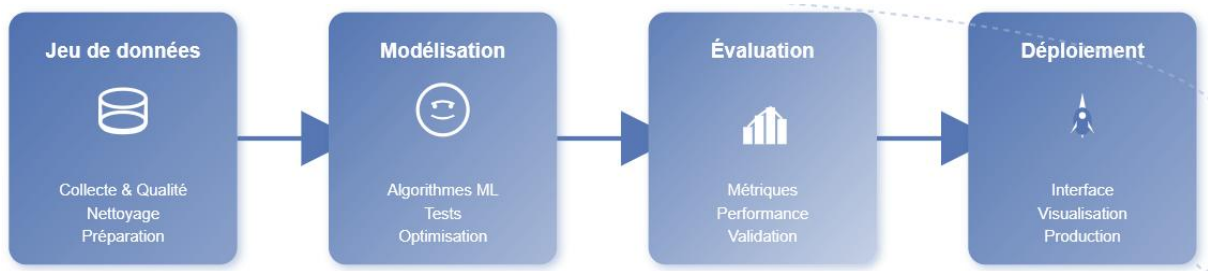 Jeu de données
Collecte & Qualité
Nettoyage
Préparation
Modélisation
Algorithmes ML
Tests
Optimisation
Évaluation
Métriques
Performance
Validation
Déploiement
Interface
Visualisation
Production